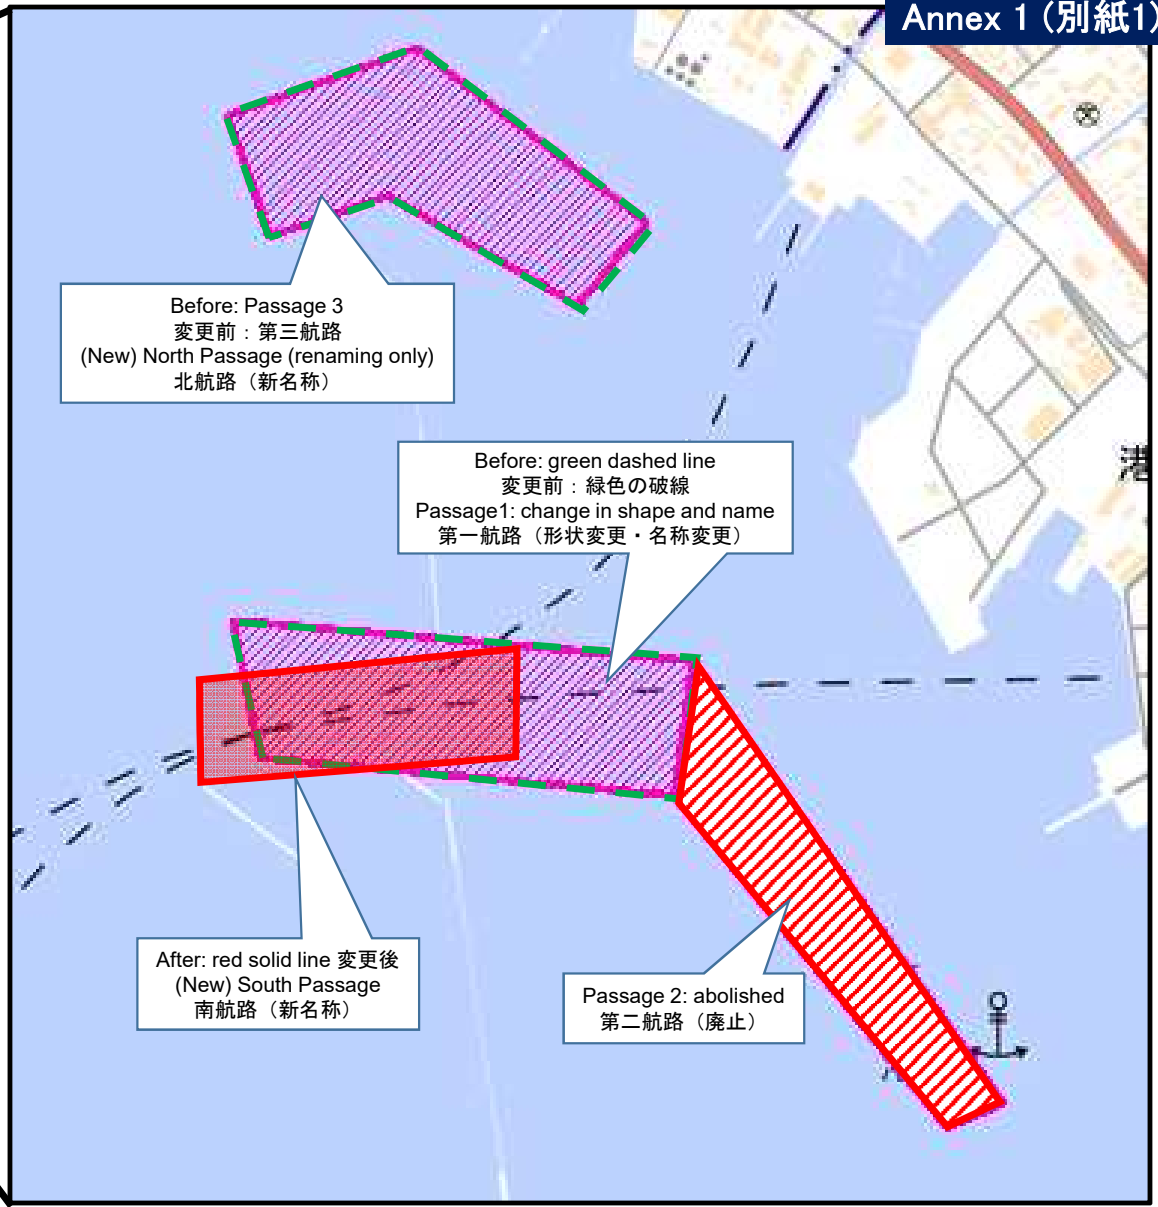 Annex 1 (別紙1)
Before: Passage 3
変更前：第三航路
(New) North Passage (renaming only)
北航路（新名称）
Before: green dashed line
変更前：緑色の破線
Passage1: change in shape and name
第一航路（形状変更・名称変更）
港
After: red solid line 変更後
(New) South Passage
南航路（新名称）
Passage 2: abolished
第二航路（廃止）